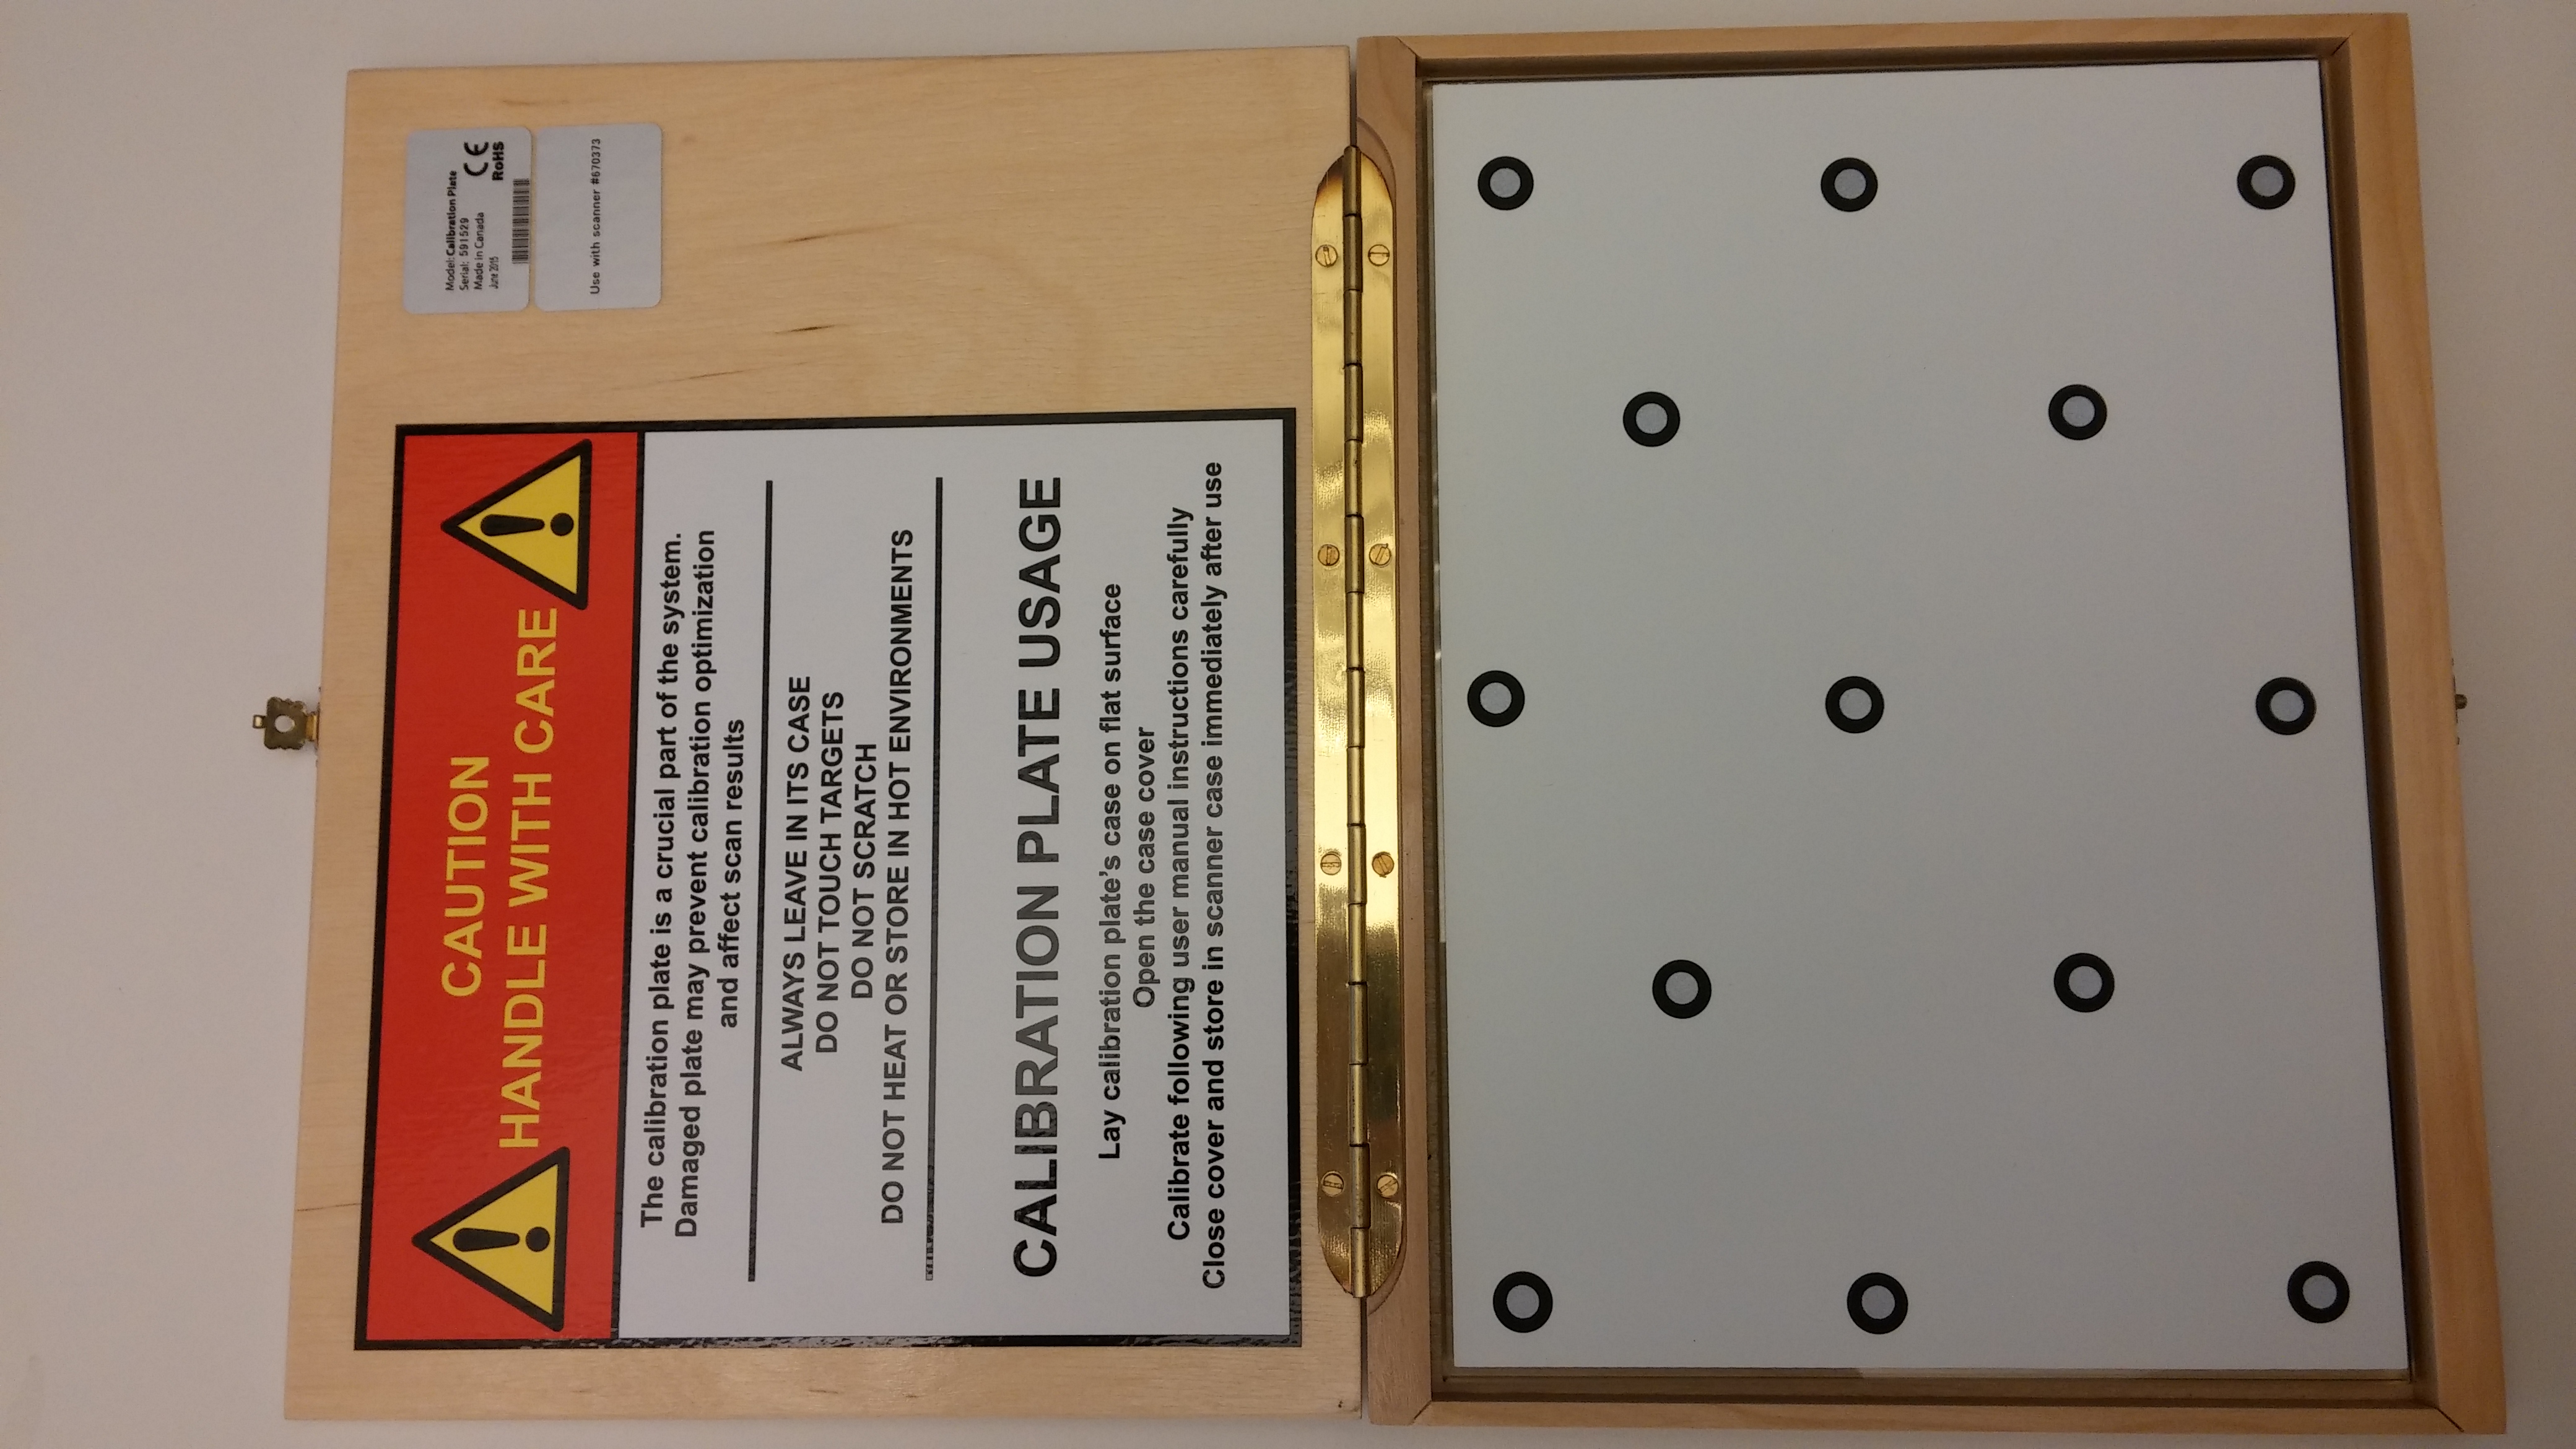 CAUTION
HANDLE WITH CARE
The calibration plate is a crucial part of the system.
Damaged plate may prevent calibration optimization
and affect scan results
ALWAYS LEAVE IN ITS CASE
DO NOT TOUCH TARGETS
DO NOT SCRATCH
DO NOT HEAT OR STORE IN HOT ENVIRONMENTS
CALIBRATION PLATE USAGE
Lay calibration plate's case on flat surface
Open the case cover
Calibrate following user manual instructions carefully
Close cover and store in scanner case immediately after use
Model: Calibration Plate
Serial: 591529
Made in Canada
June 2015
CE
RoHS
Use with scanner #670373